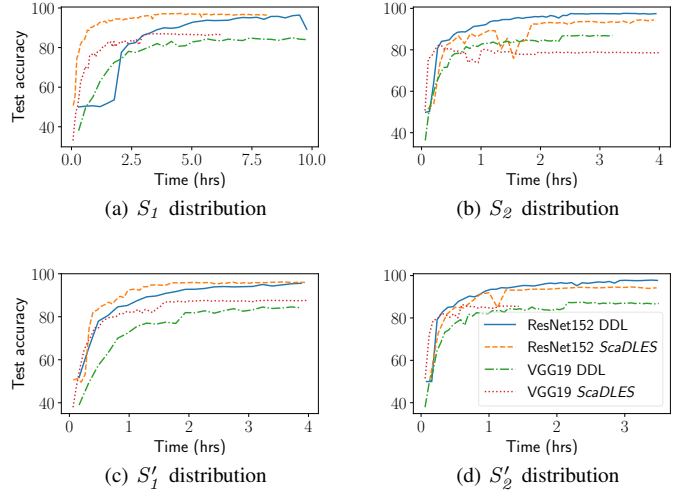 100
80
60
40
Test accuracy
0.0 2.5 5.0 7.5 10.0
Time (hrs)
(a) S1 distribution
100
80
60
40
0 1 2 3 4
Time (hrs)
(b) S2 distribution
100
80
60
40
Test accuracy
0 1 2 3 4
Time (hrs)
(c) S′1 distribution
100
80
60
40
ResNet152 DDL
ResNet152 ScaDLES
VGG19 DDL
VGG19 ScaDLES
0 1 2 3
Time (hrs)
(d) S′2 distribution